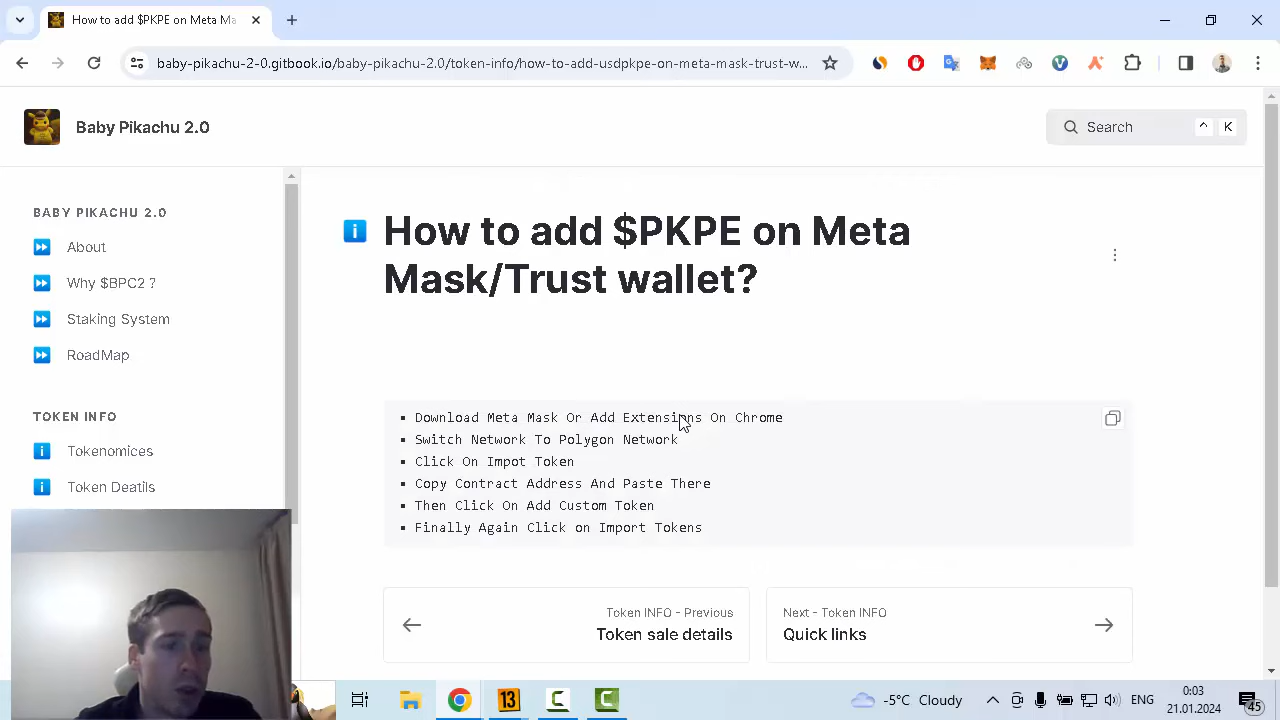 How to add $PKPE on Meta Ma
baby-pikachu-2-0.gitbook.io/baby-pikachu-2.0/token-info/how-to-add-usdpkpe-on-meta-mask-trust-w...
Baby Pikachu 2.0
Search
^ K
BABY PIKACHU 2.0
About
Why $BPC2 ?
Staking System
RoadMap
TOKEN INFO
Tokenomices
Token Deatils
How to add $PKPE on Meta
Mask/Trust wallet?
▪ Download Meta Mask Or Add Extensions On Chrome
▪ Switch Network To Polygon Network
▪ Click On Impot Token
▪ Copy Contract Address And Paste There
▪ Then Click On Add Custom Token
▪ Finally Again Click on Import Tokens
Token INFO - Previous
Token sale details
Next - Token INFO
Quick links
13
-5°C Cloudy
ENG
0:03
21.01.2024
45